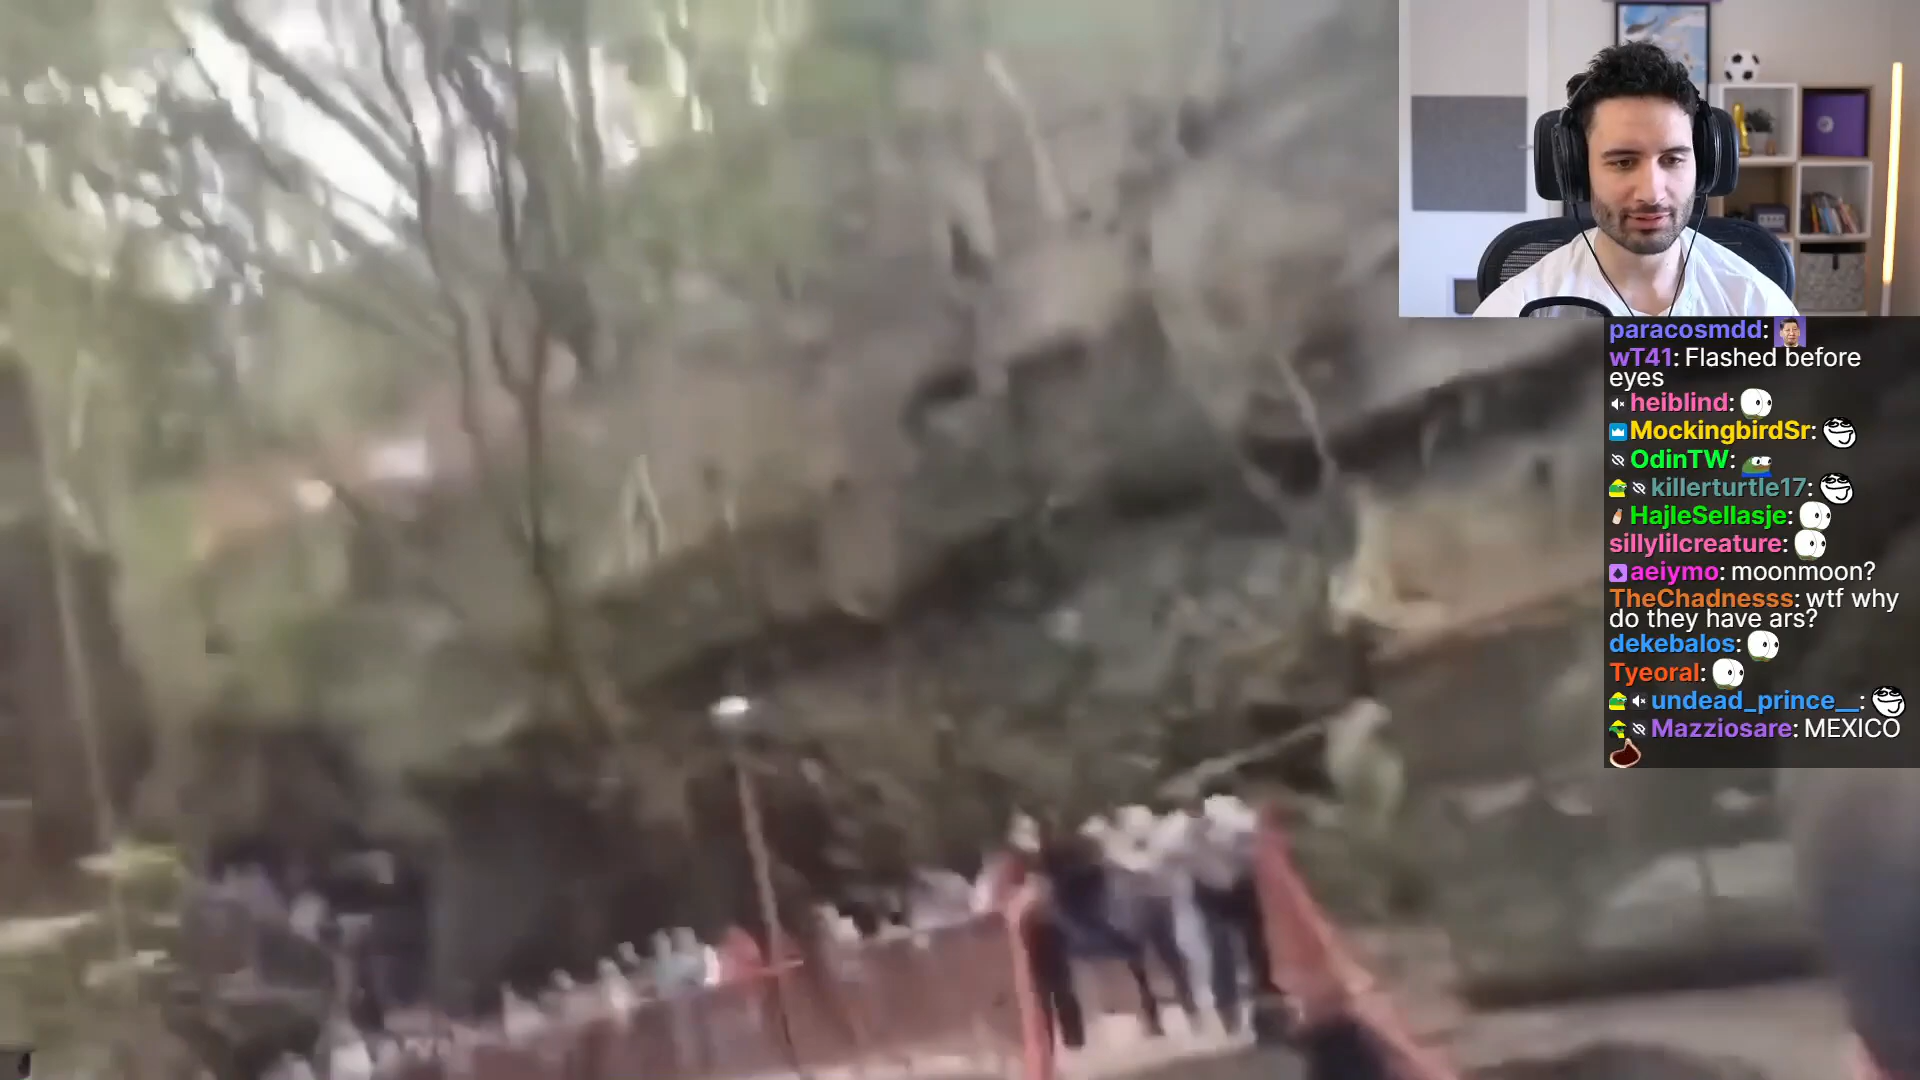 paracosmdd:
wT41: Flashed before
eyes
heiblind:
MockingbirdSr:
OdinTW:
killerturtle17:
HajleSellasje:
sillylilcreature:
aeiymo: moonmoon?
TheChadnesss: wtf why
do they have ars?
dekebalos:
Tyeoral:
undead_prince__:
Mazziosare: MEXICO